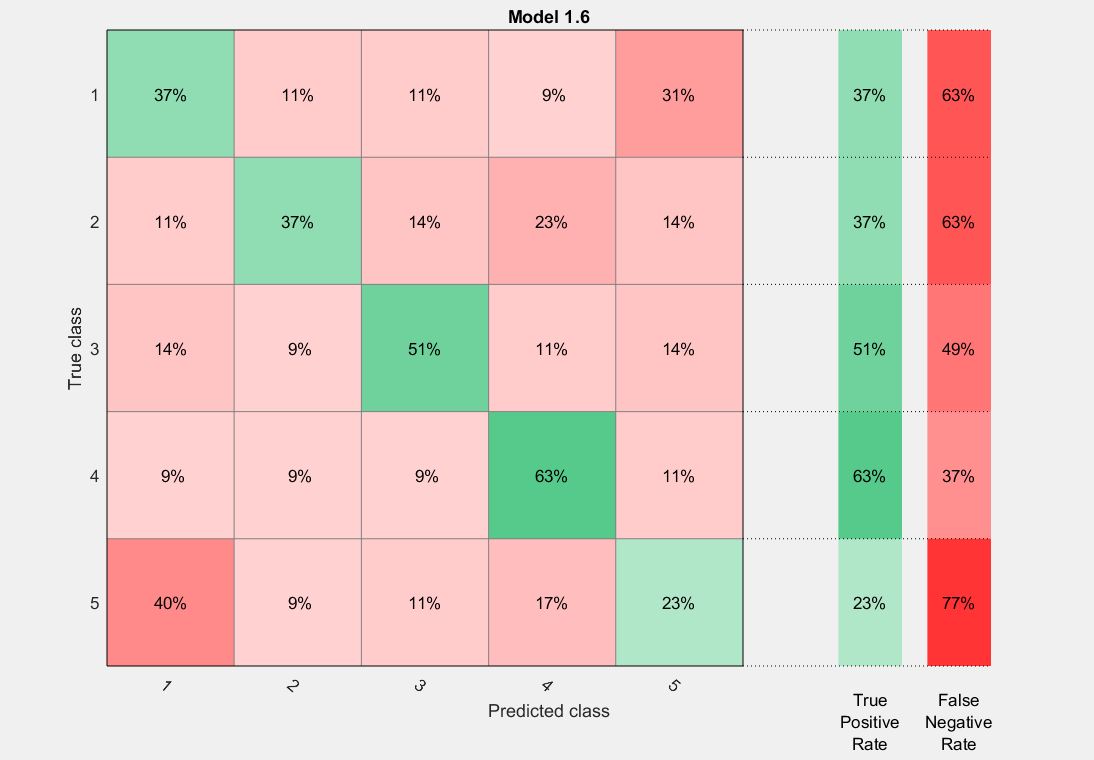 Model 1.6
1 37% 11% 11% 9% 31% 37% 63%
2 11% 37% 14% 23% 14% 37% 63%
3 14% 9% 51% 11% 14% 51% 49%
4 9% 9% 9% 63% 11% 63% 37%
5 40% 9% 11% 17% 23% 23% 77%
True class
1 2 3 4 5
Predicted class
True
Positive
Rate
False
Negative
Rate